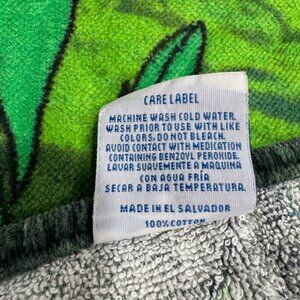 CARE LABEL
MACHINE WASH COLD WATER,
WASH PRIOR TO USE WITH LIKE
COLORS. DO NOT BLEACH.
AVOID CONTACT WITH MEDICATION
CONTAINING BENZOYL PEROXIDE.
LAVAR SUAVEMENTE A MAQUINA
CON AGUA FRÍA
SECAR A BAJA TEMPERATURA.
MADE IN EL SALVADOR
100% COTTON